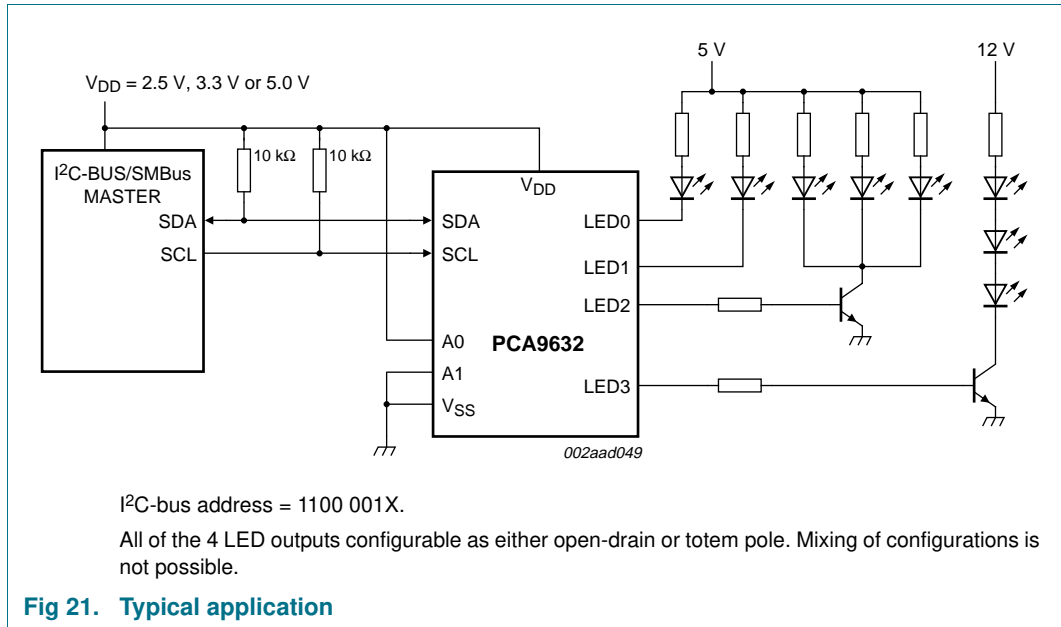 5 V
12 V
VDD = 2.5 V, 3.3 V or 5.0 V
10 kΩ
10 kΩ
I2C-BUS/SMBus
MASTER
SDA
SCL
VDD
SDA
SCL
LED0
LED1
LED2
A0
PCA9632
A1
LED3
VSS
002aad049
I2C-bus address = 1100 001X.
All of the 4 LED outputs configurable as either open-drain or totem pole. Mixing of configurations is
not possible.
Fig 21. Typical application